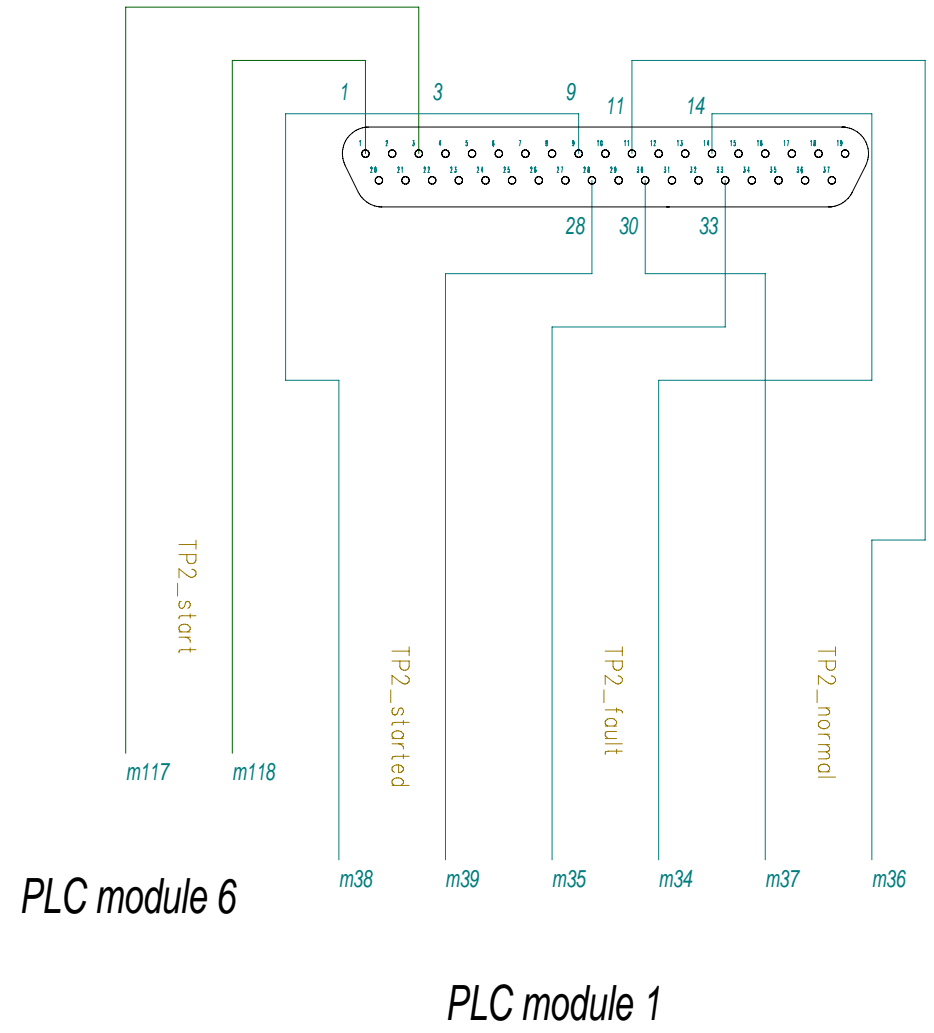 1 3 9 11 14
1 2 3 4 5 6 7 8 9 10 11 12 13 14 15 16 17 18 19
20 21 22 23 24 25 26 27 28 29 30 31 32 33 34 35 36 37
28 30 33
TP2_start
TP2_started
TP2_fault
TP2_normal
m117 m118
m38 m39 m35 m34 m37 m36
PLC module 6
PLC module 1